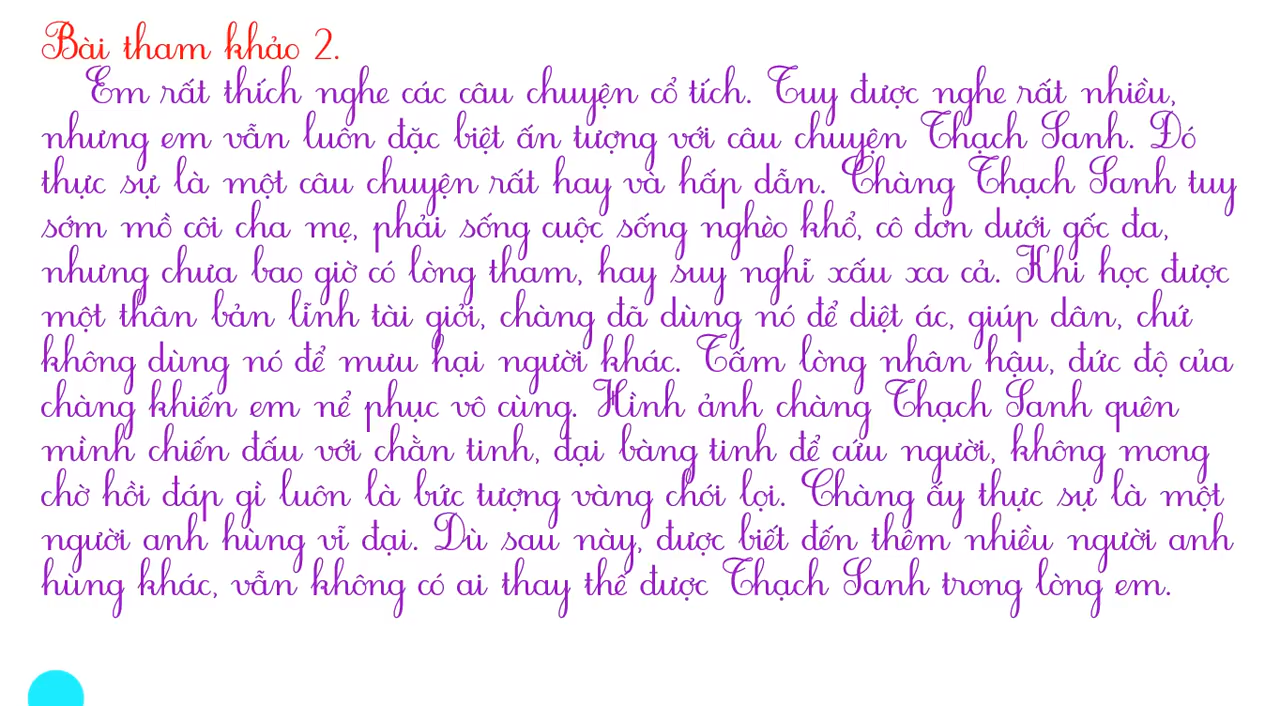 Bài tham khảo 2.
Em rất thích nghe các câu chuyện cổ tích. Tuy được nghe rất nhiều,
nhưng em vẫn luôn đặc biệt ấn tượng với câu chuyện Thạch Sanh. Đó
thực sự là một câu chuyện rất hay và hấp dẫn. Chàng Thạch Sanh tuy
sớm mồ côi cha mẹ, phải sống cuộc sống nghèo khổ, cô đơn dưới gốc đa,
nhưng chưa bao giờ có lòng tham, hay suy nghĩ xấu xa cả. Khi học được
một thân bản lĩnh tài giỏi, chàng đã dùng nó để diệt ác, giúp dân, chứ
không dùng nó để mưu hại người khác. Tấm lòng nhân hậu, đức độ của
chàng khiến em nể phục vô cùng. Hình ảnh chàng Thạch Sanh quên
mình chiến đấu với chằn tinh, đại bàng tinh để cứu người, không mong
chờ hồi đáp gì luôn là bức tượng vàng chói lọi. Chàng ấy thực sự là một
người anh hùng vĩ đại. Dù sau này, được biết đến thêm nhiều người anh
hùng khác, vẫn không có ai thay thế được Thạch Sanh trong lòng em.